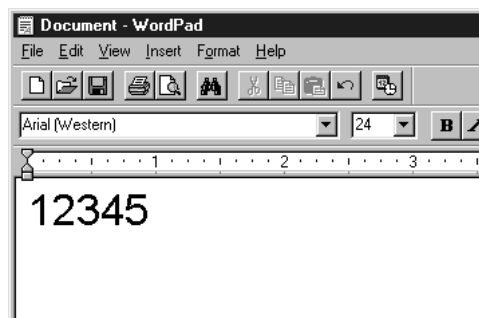 Document - WordPad
File Edit View Insert Format Help
Arial (Western) 24 B
1 2 3
12345